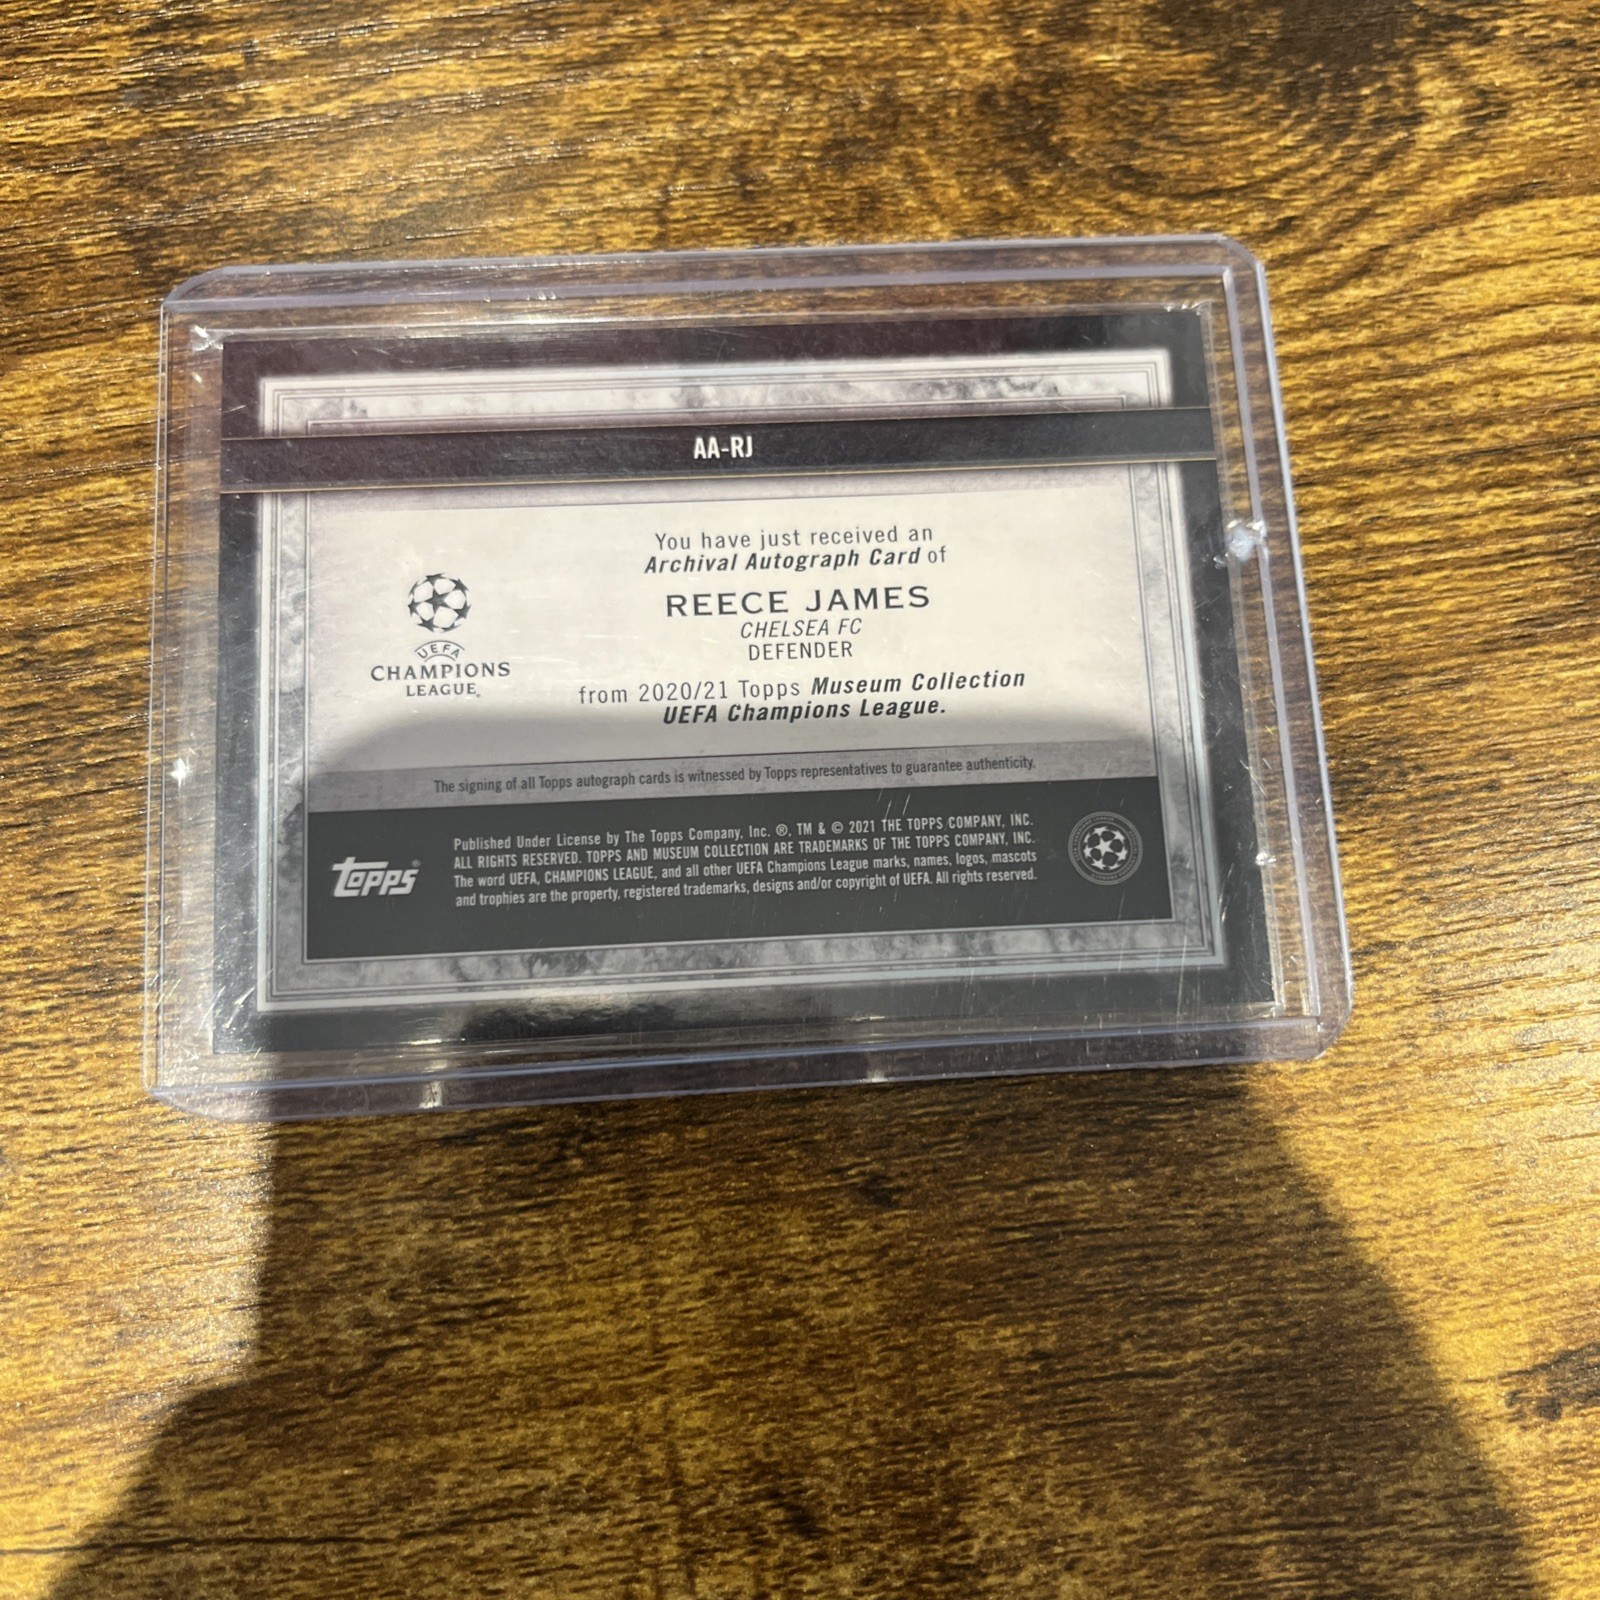 AA-RJ
You have just received an
Archival Autograph Card of
REECE JAMES
CHELSEA FC
DEFENDER
from 2020/21 Topps Museum Collection
UEFA Champions League.
UEFA
CHAMPIONS
LEAGUE®
The signing of all Topps autograph cards is witnessed by Topps representatives to guarantee authenticity.
Topps®
Published Under License by The Topps Company, Inc. ®, TM & © 2021 THE TOPPS COMPANY, INC.
ALL RIGHTS RESERVED. TOPPS AND MUSEUM COLLECTION ARE TRADEMARKS OF THE TOPPS COMPANY, INC.
The word UEFA, CHAMPIONS LEAGUE, and all other UEFA Champions League marks, names, logos, mascots
and trophies are the property, registered trademarks, designs and/or copyright of UEFA. All rights reserved.